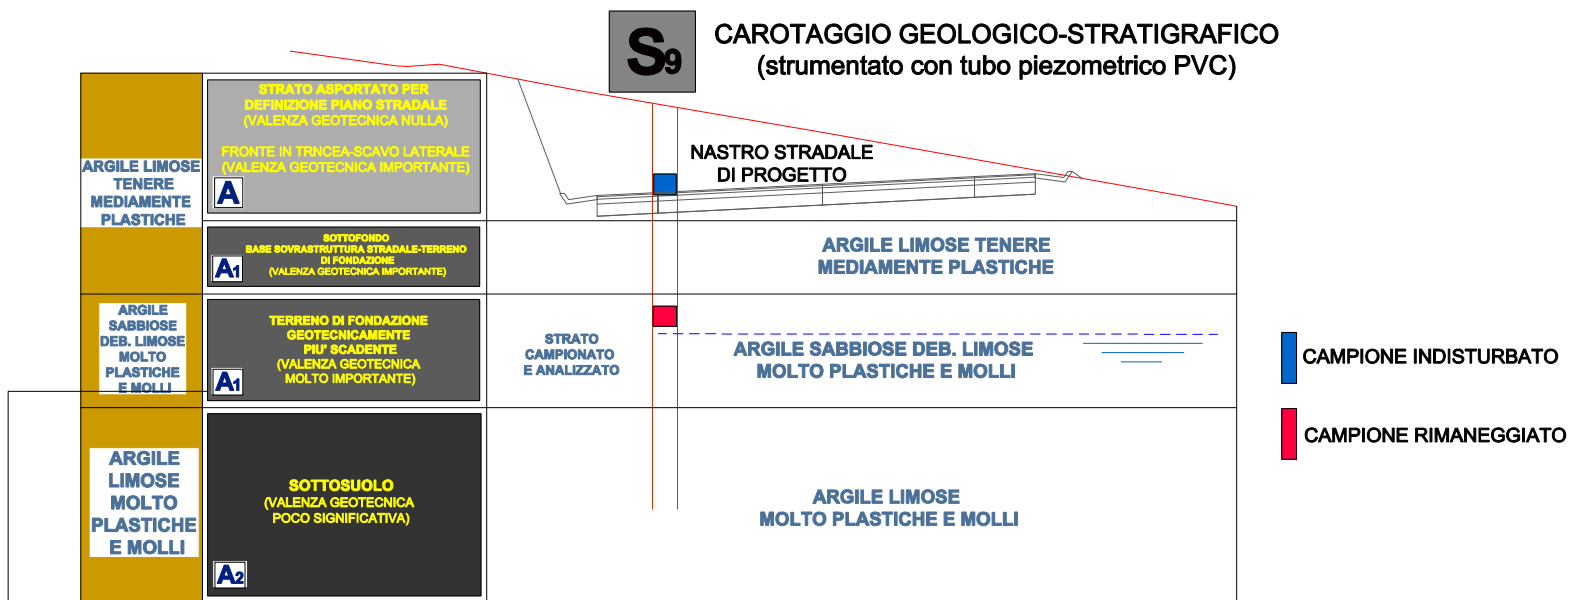 S9
CAROTAGGIO GEOLOGICO-STRATIGRAFICO
(strumentato con tubo piezometrico PVC)
ARGILE LIMOSE
TENERE
MEDIAMENTE
PLASTICHE
STRATO ASPORTATO PER
DEFINIZIONE PIANO STRADALE
(VALENZA GEOTECNICA NULLA)
FRONTE IN TRNCEA-SCAVO LATERALE
(VALENZA GEOTECNICA IMPORTANTE)
A
NASTRO STRADALE
DI PROGETTO
SOTTOFONDO
BASE SOVRASTRUTTURA STRADALE-TERRENO
DI FONDAZIONE
(VALENZA GEOTECNICA IMPORTANTE)
A1
ARGILE LIMOSE TENERE
MEDIAMENTE PLASTICHE
ARGILE
SABBIOSE
DEB. LIMOSE
MOLTO
PLASTICHE
E MOLLI
TERRENO DI FONDAZIONE
GEOTECNICAMENTE
PIU' SCADENTE
(VALENZA GEOTECNICA
MOLTO IMPORTANTE)
A1
STRATO
CAMPIONATO
E ANALIZZATO
ARGILE SABBIOSE DEB. LIMOSE
MOLTO PLASTICHE E MOLLI
CAMPIONE INDISTURBATO
CAMPIONE RIMANEGGIATO
ARGILE
LIMOSE
MOLTO
PLASTICHE
E MOLLI
SOTTOSUOLO
(VALENZA GEOTECNICA
POCO SIGNIFICATIVA)
A2
ARGILE LIMOSE
MOLTO PLASTICHE E MOLLI